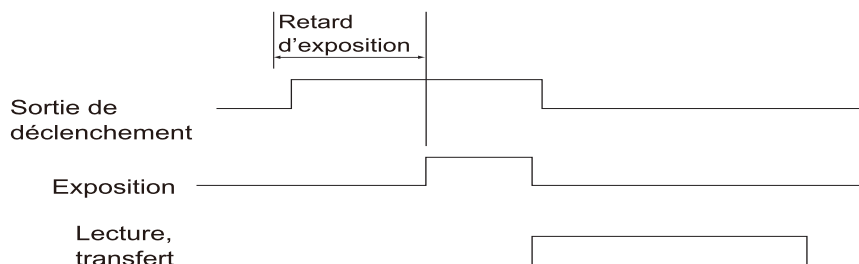 Retard
d'exposition
Sortie de
déclenchement
Exposition
Lecture,
transfert